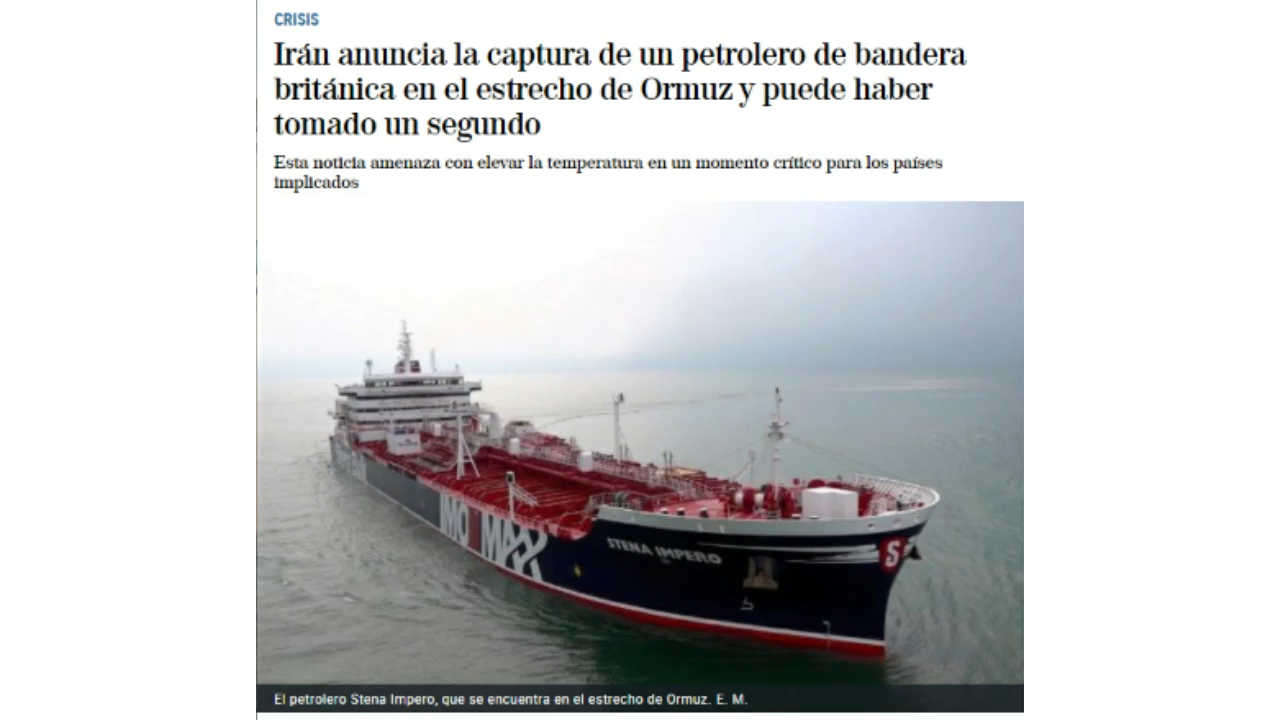 CRISIS
Irán anuncia la captura de un petrolero de bandera
británica en el estrecho de Ormuz y puede haber
tomado un segundo
Esta noticia amenaza con elevar la temperatura en un momento crítico para los países
implicados
STENA IMPERO
S
El petrolero Stena Impero, que se encuentra en el estrecho de Ormuz. E. M.